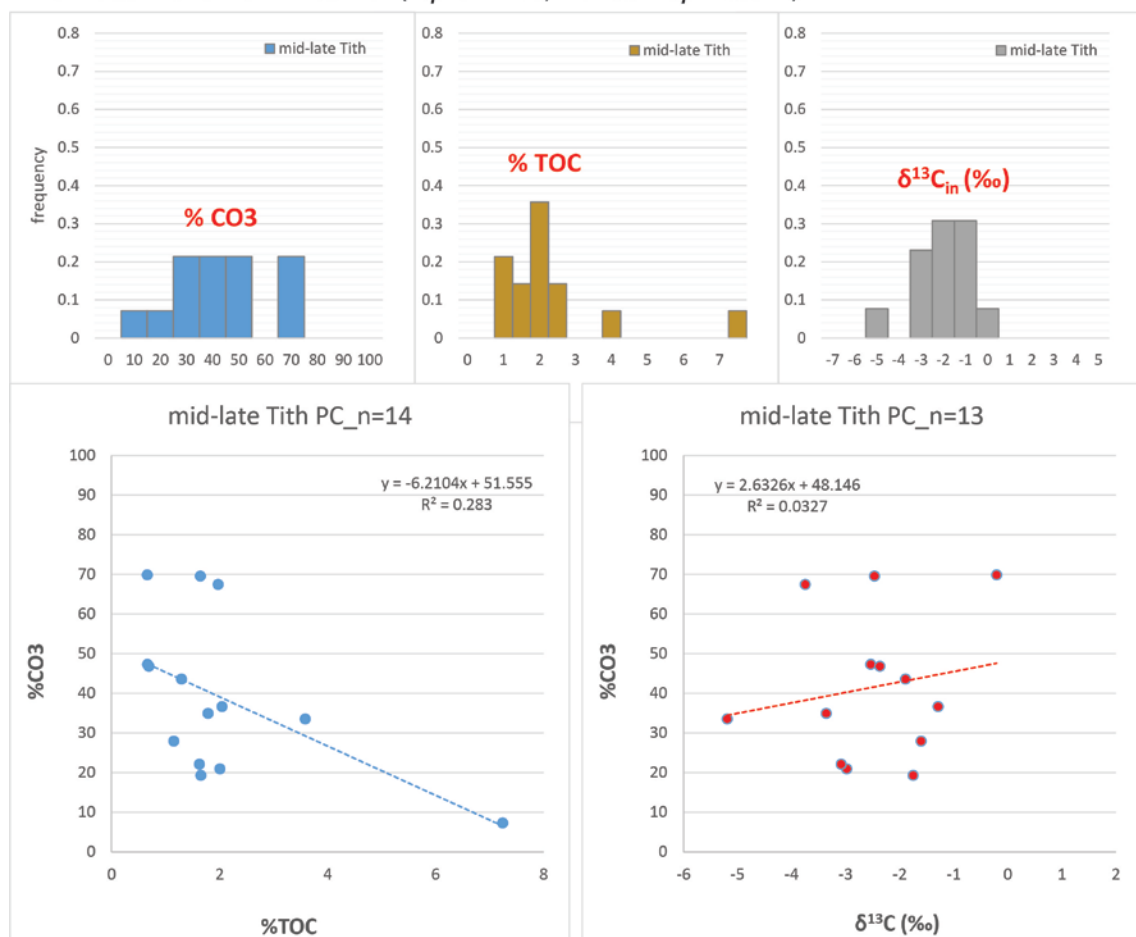 0.8
0.7
0.6
0.5
0.4
0.3
0.2
0.1
0
frequency
mid-late Tith
% CO3
0 10 20 30 40 50 60 70 80 90 100
0.8
0.7
0.6
0.5
0.4
0.3
0.2
0.1
0
mid-late Tith
% TOC
0 1 2 3 4 5 6 7
0.8
0.7
0.6
0.5
0.4
0.3
0.2
0.1
0
mid-late Tith
δ¹³Cᵢₙ (‰)
-7 -6 -5 -4 -3 -2 -1 0 1 2 3 4 5
mid-late Tith PC_n=14
y = -6.2104x + 51.555
R² = 0.283
100
90
80
70
60
50
40
30
20
10
0
%CO3
0 2 4 6 8
%TOC
mid-late Tith PC_n=13
y = 2.6326x + 48.146
R² = 0.0327
100
90
80
70
60
50
40
30
20
10
0
%CO3
-6 -5 -4 -3 -2 -1 0 1 2
δ¹³C (‰)